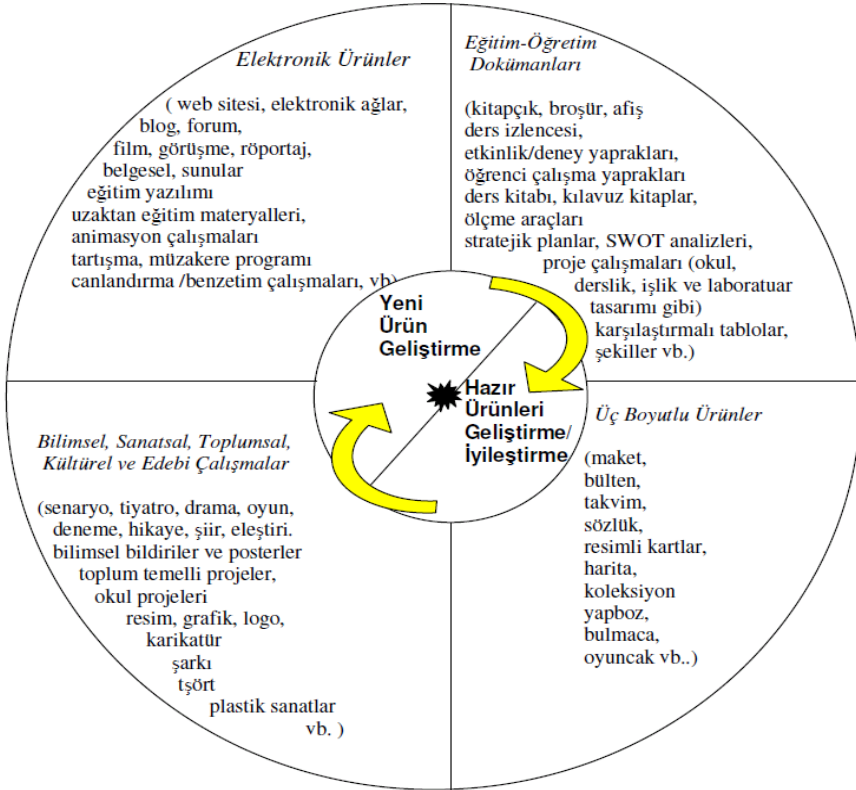 Elektronik Ürünler
( web sitesi, elektronik ağlar,
blog, forum,
film, görüşme, röportaj,
belgesel, sunular
eğitim yazılımı
uzaktan eğitim materyalleri,
animasyon çalışmaları
tartışma, müzakere programı
canlandırma /benzetim çalışmaları, vb)
Eğitim-Öğretim
Dokümanları
(kitapçık, broşür, afiş
ders izlencesi,
etkinlik/deney yaprakları,
öğrenci çalışma yaprakları
ders kitabı, kılavuz kitaplar,
ölçme araçları
stratejik planlar, SWOT analizleri,
proje çalışmaları (okul,
derslik, işlik ve laboratuar
tasarımı gibi)
karşılaştırmalı tablolar,
şekiller vb.)
Yeni
Ürün
Geliştirme
Hazır
Ürünleri
Geliştirme/
İyileştirme
Bilimsel, Sanatsal, Toplumsal,
Kültürel ve Edebi Çalışmalar
(senaryo, tiyatro, drama, oyun,
deneme, hikaye, şiir, eleştiri.
bilimsel bildiriler ve posterler
toplum temelli projeler,
okul projeleri
resim, grafik, logo,
karikatür
şarkı
tşört
plastik sanatlar
vb. )
Üç Boyutlu Ürünler
(maket,
bülten,
takvim,
sözlük,
resimli kartlar,
harita,
koleksiyon
yapboz,
bulmaca,
oyuncak vb..)